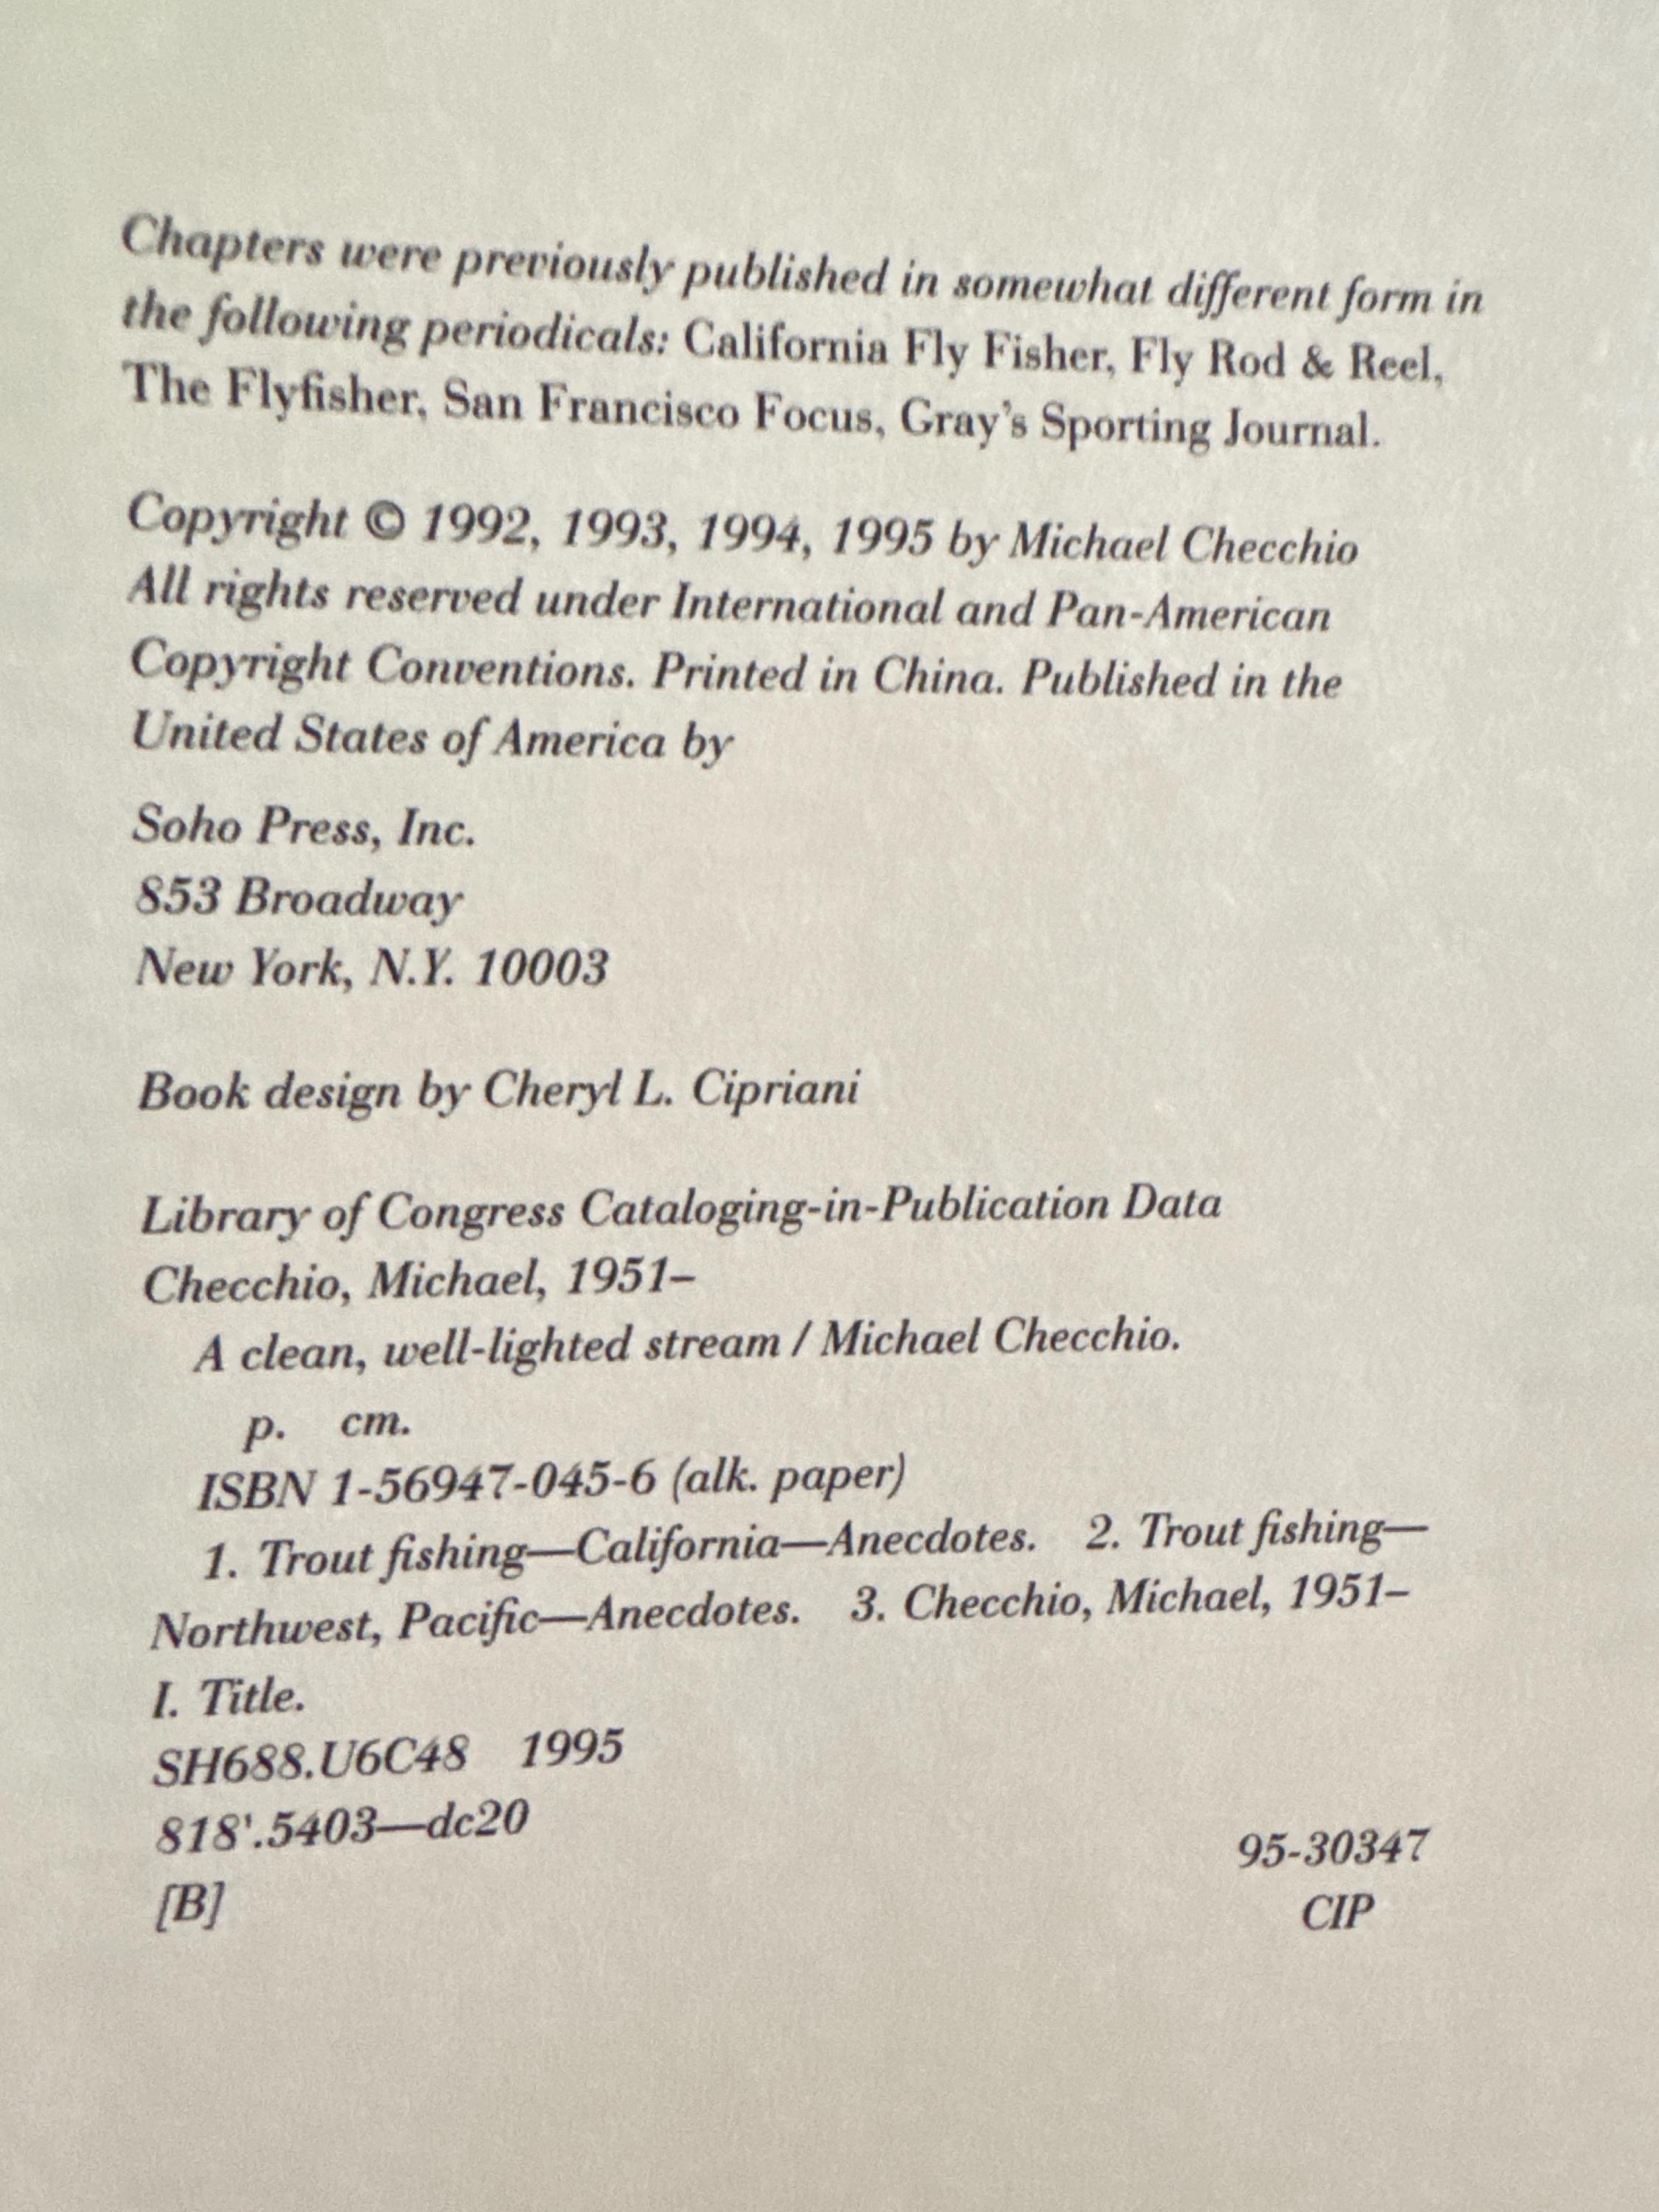 Chapters were previously published in somewhat different form in
the following periodicals: California Fly Fisher, Fly Rod & Reel,
The Flyfisher, San Francisco Focus, Gray's Sporting Journal.
Copyright © 1992, 1993, 1994, 1995 by Michael Checchio
All rights reserved under International and Pan-American
Copyright Conventions. Printed in China. Published in the
United States of America by
Soho Press, Inc.
853 Broadway
New York, N.Y. 10003
Book design by Cheryl L. Cipriani
Library of Congress Cataloging-in-Publication Data
Checchio, Michael, 1951–
A clean, well-lighted stream / Michael Checchio.
p. cm.
ISBN 1-56947-045-6 (alk. paper)
1. Trout fishing—California—Anecdotes. 2. Trout fishing—
Northwest, Pacific—Anecdotes. 3. Checchio, Michael, 1951–
I. Title.
SH688.U6C48 1995
818'.5403—dc20
95-30347
[B]
CIP